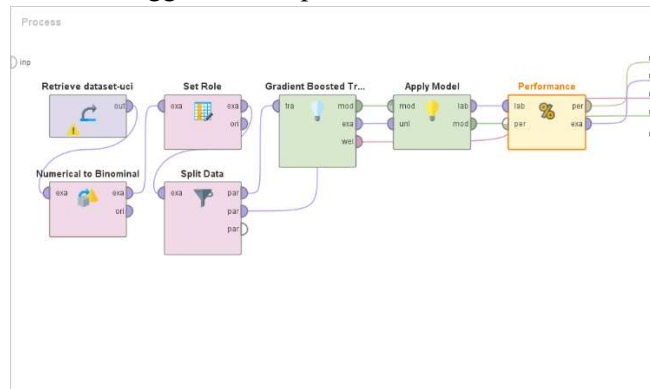 Process
inp
Retrieve dataset-uci
out
Set Role
exa
exa
ori
Gradient Boosted Tr...
tra
mod
exa
wei
Apply Model
mod
lab
unl
mod
Performance
lab
per
per
exa
Numerical to Binominal
exa
exa
ori
Split Data
exa
par
par
par